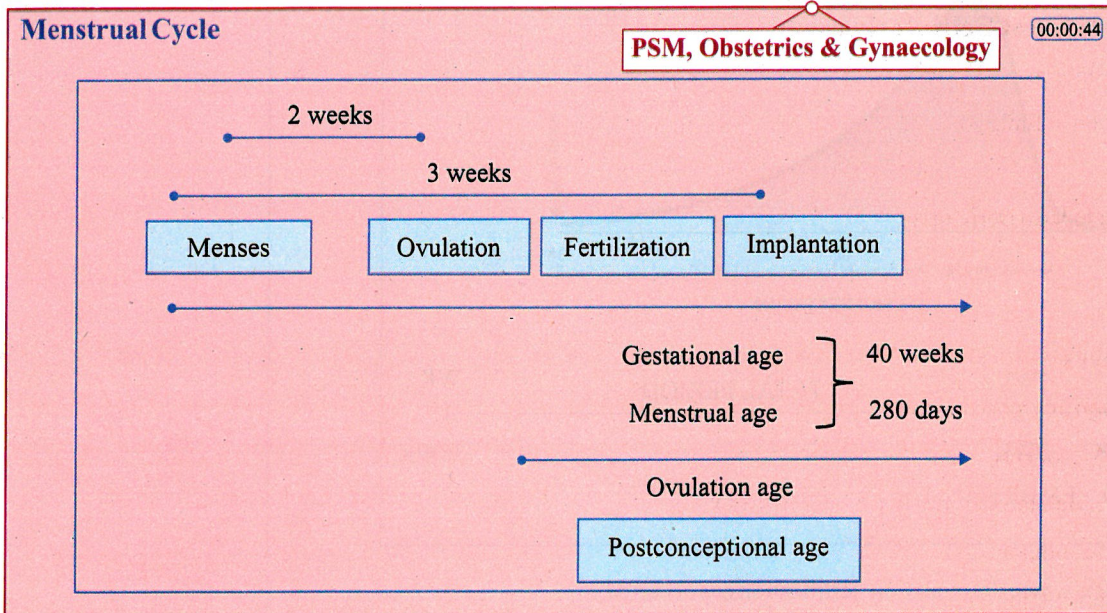 Menstrual Cycle
PSM, Obstetrics & Gynaecology
00:00:44
2 weeks
3 weeks
Menses
Ovulation
Fertilization
Implantation
Gestational age
40 weeks
Menstrual age
280 days
Ovulation age
Postconceptional age